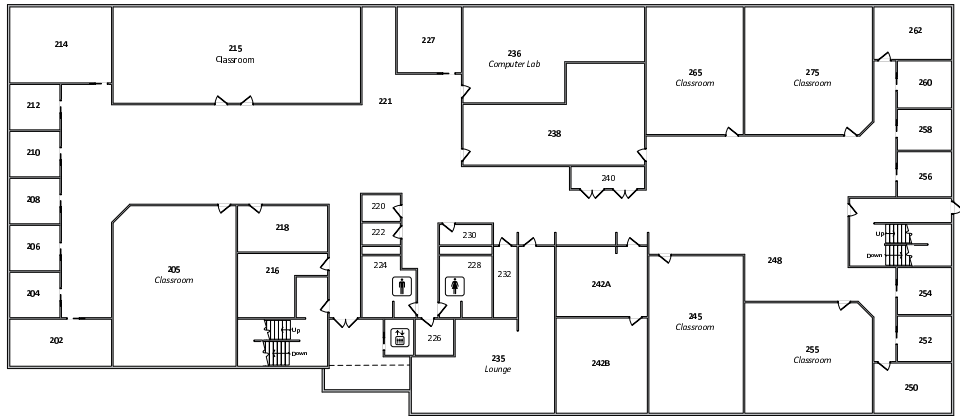 214
215
Classroom
227
236
Computer Lab
265
Classroom
275
Classroom
262
212
221
260
210
238
258
208
240
256
206
220
222
218
230
Up
Down
205
Classroom
216
224
228
232
242A
248
204
254
202
Up
Down
226
235
Lounge
242B
245
Classroom
255
Classroom
252
250